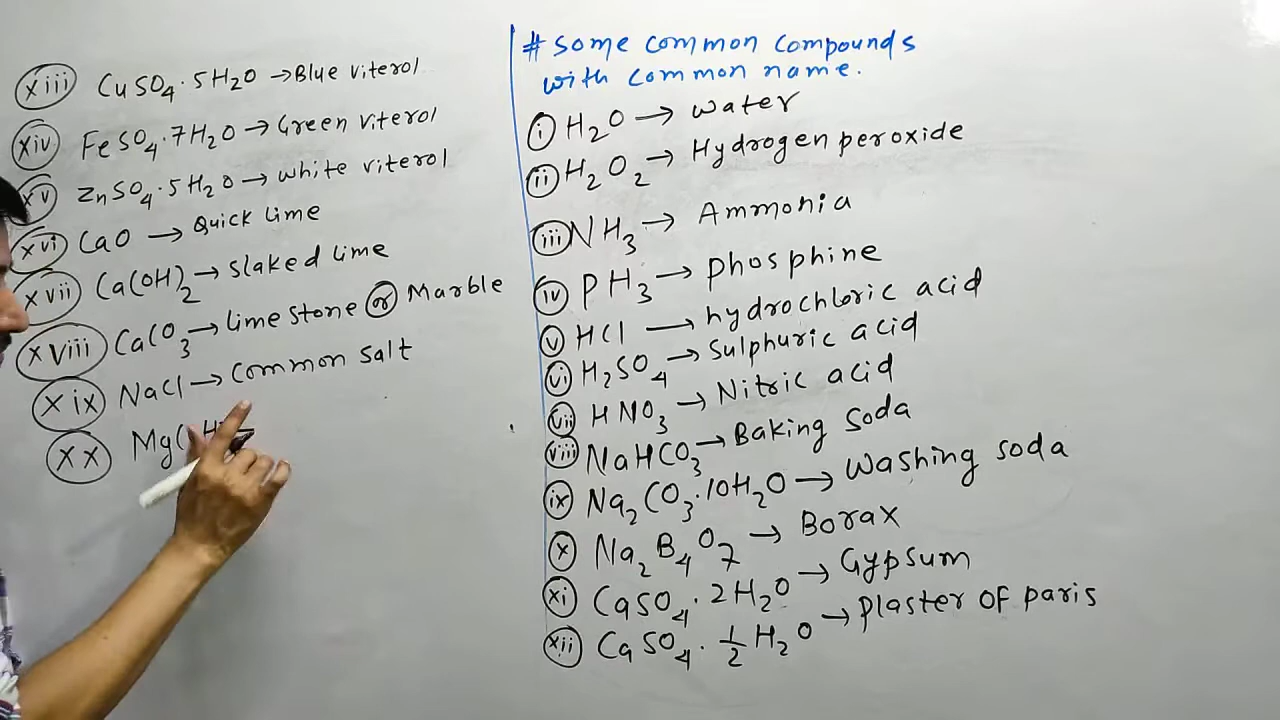 # Some common compounds
with common name.
(i) H2O → water
(ii) H2O2 → Hydrogen peroxide
(iii) NH3 → Ammonia
(iv) PH3 → phosphine
(v) HCl → hydrochloric acid
(vi) H2SO4 → Sulphuric acid
(vii) HNO3 → Nitric acid
(viii) NaHCO3 → Baking soda
(ix) Na2CO3.10H2O → Washing soda
(x) Na2B4O7 → Borax
(xi) CaSO4.2H2O → Gypsum
(xii) CaSO4.1/2H2O → Plaster of paris
(xiii) CuSO4.5H2O → Blue viterol
(xiv) FeSO4.7H2O → Green viterol
(xv) ZnSO4.5H2O → white viterol
(xvi) CaO → Quick lime
(xvii) Ca(OH)2 → Slaked lime
(xviii) CaCO3 → lime stone (or) Marble
(xix) NaCl → Common salt
(xx) Mg(